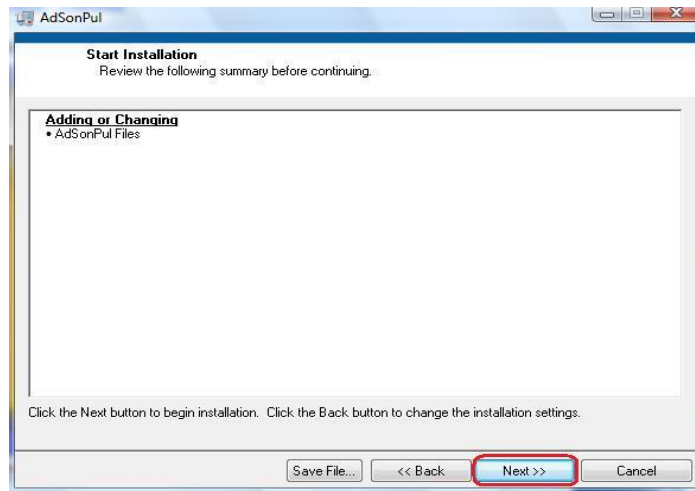 AdSonPul
Start Installation
Review the following summary before continuing.
Adding or Changing
• AdSonPul Files
Click the Next button to begin installation. Click the Back button to change the installation settings.
Save File... << Back Next >> Cancel